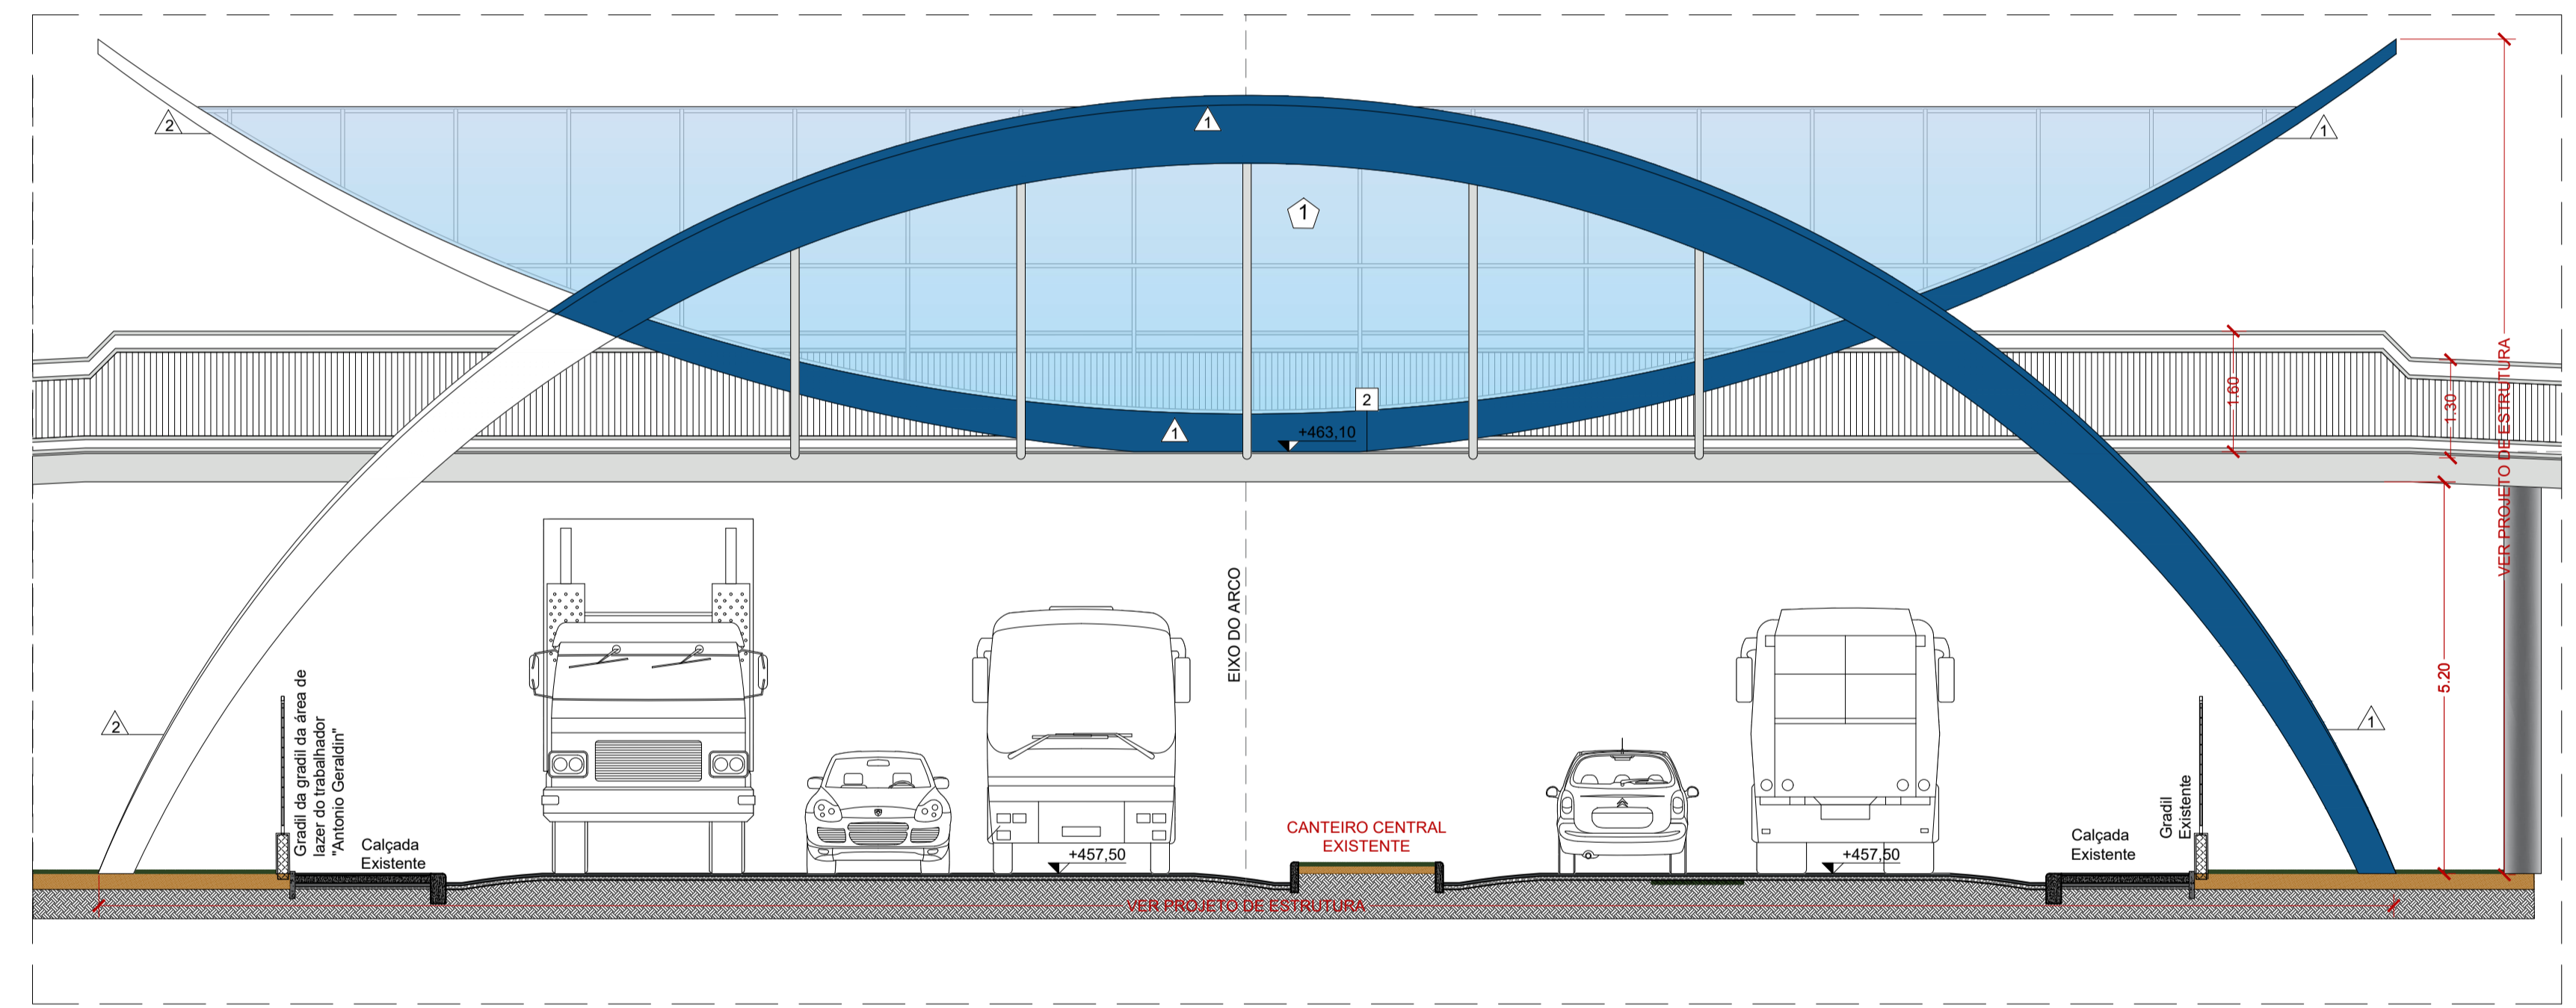 2
1
1
1
1
2
+463,10
1.60
1.30
VER PROJETO DE ESTRUTURA
EIXO DO ARCO
5.20
2
1
Gradil da gradil da área de
lazer do trabalhador
"Antonio Geraldin"
Calçada
Existente
+457,50
CANTEIRO CENTRAL
EXISTENTE
+457,50
Calçada
Existente
Gradil
Existente
VER PROJETO DE ESTRUTURA